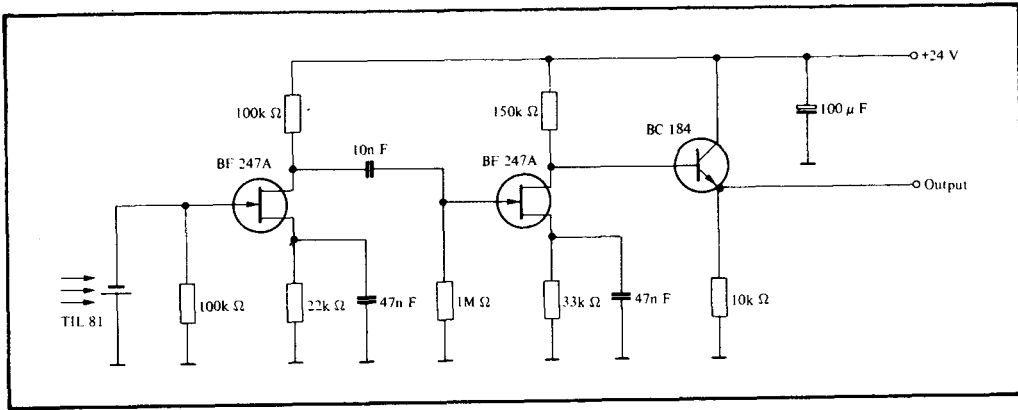 +24 V
100k Ω
150k Ω
100 μ F
BC 184
10n F
BF 247A
BF 247A
Output
100k Ω
22k Ω
47n F
1M Ω
33k Ω
47n F
10k Ω
TIL 81